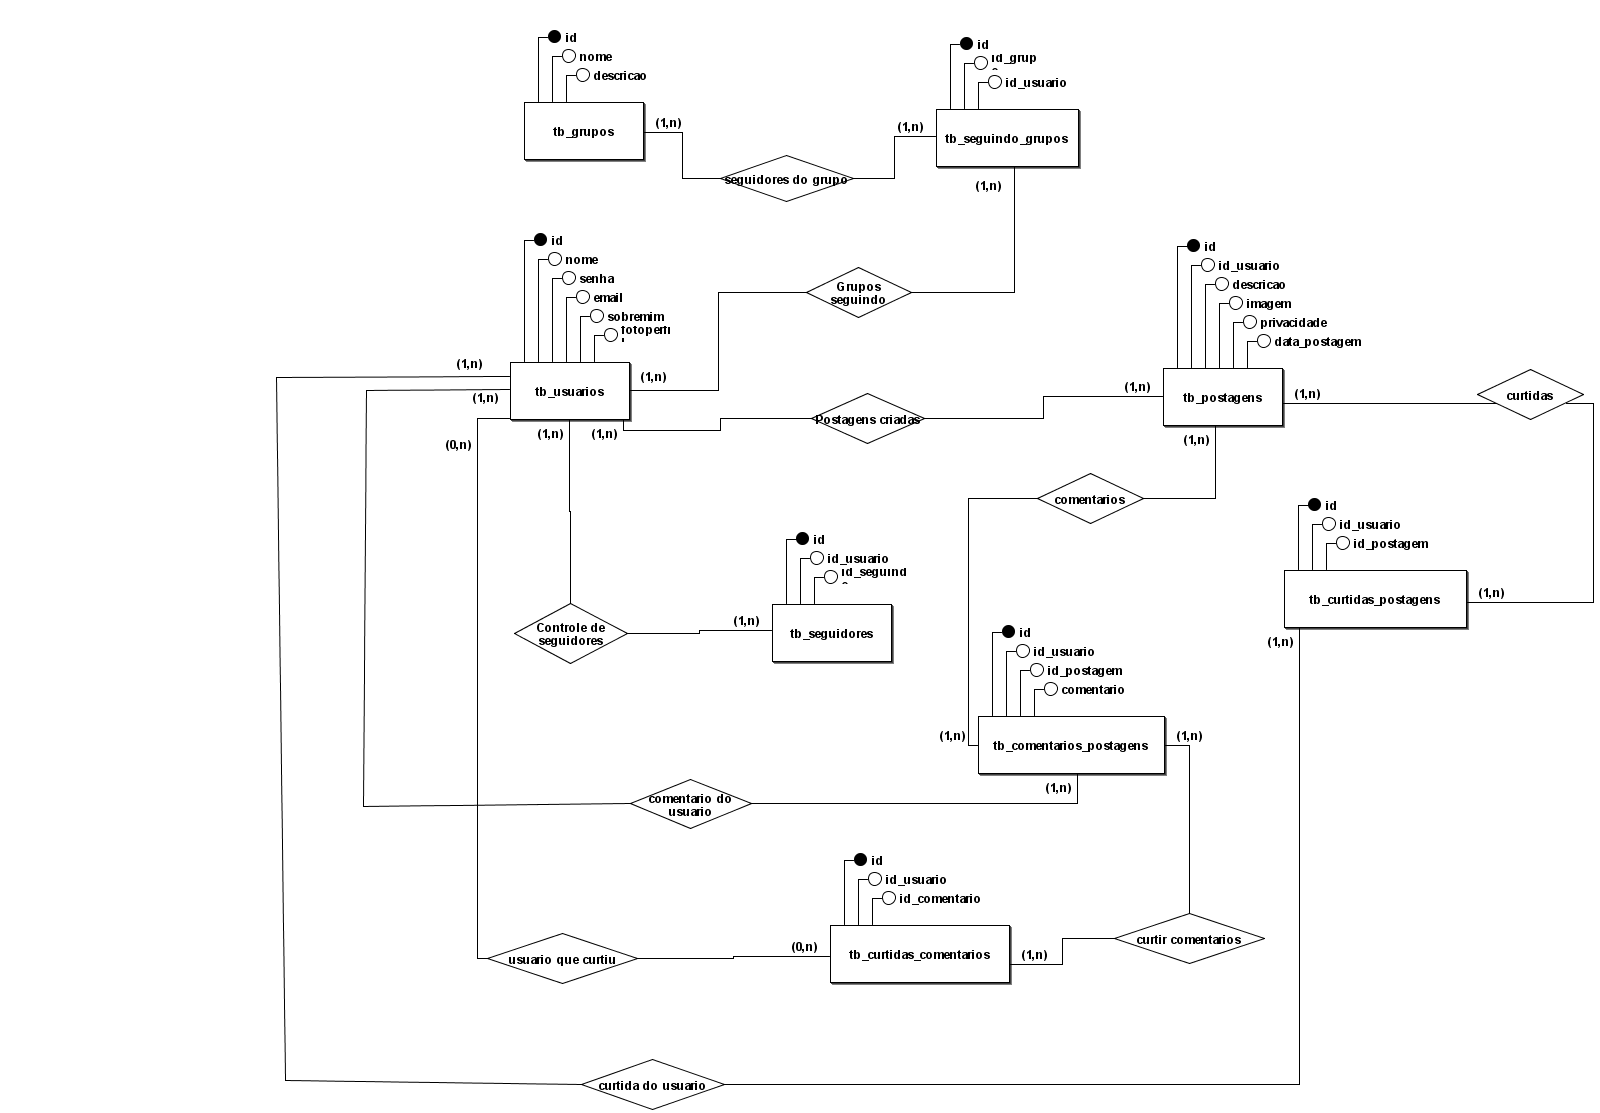 id
nome
descricao
tb_grupos
(1,n)
id
id_grup
id_usuario
tb_seguindo_grupos
(1,n)
(1,n)
seguidores do grupo
Grupos
seguindo
id
nome
senha
email
sobremim
fotoperfi
l
tb_usuarios
(1,n)
(1,n)
(1,n)
(0,n)
(1,n)
(1,n)
Postagens criadas
id
id_usuario
descricao
imagem
privacidade
data_postagem
tb_postagens
(1,n)
(1,n)
(1,n)
curtidas
comentarios
id
id_usuario
id_postagem
tb_curtidas_postagens
(1,n)
(1,n)
id
id_usuario
id_seguind
tb_seguidores
(1,n)
Controle de
seguidores
id
id_usuario
id_postagem
comentario
tb_comentarios_postagens
(1,n)
(1,n)
(1,n)
comentario do
usuario
id
id_usuario
id_comentario
tb_curtidas_comentarios
(0,n)
(1,n)
curtir comentarios
usuario que curtiu
curtida do usuario